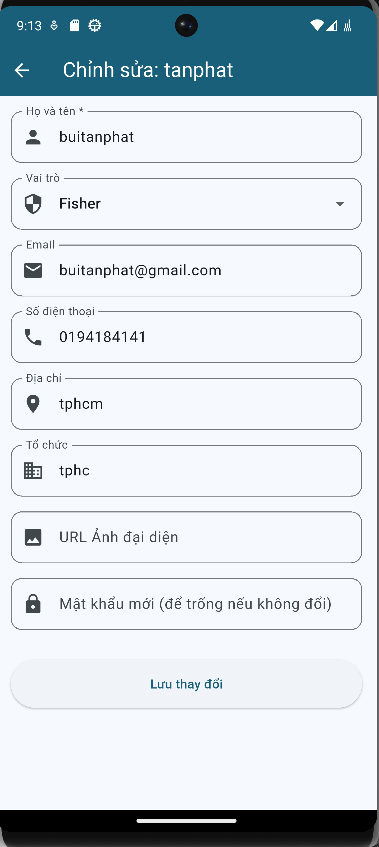 9:13
Chỉnh sửa: tanphat
Họ và tên *
buitanphat
Vai trò
Fisher
Email
buitanphat@gmail.com
Số điện thoại
0194184141
Địa chỉ
tphcm
Tổ chức
tphc
URL Ảnh đại diện
Mật khẩu mới (để trống nếu không đổi)
Lưu thay đổi